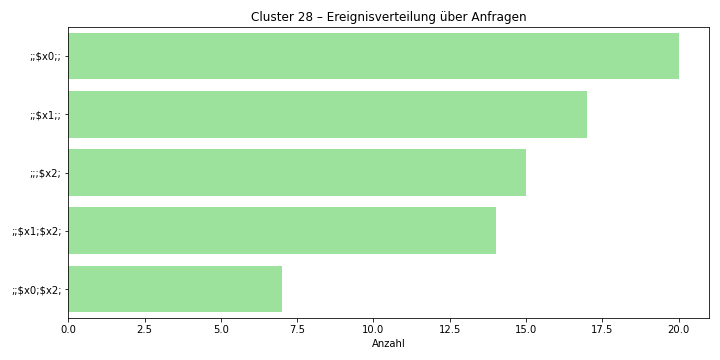 Cluster 28 – Ereignisverteilung über Anfragen
;;$x0;;
;;$x1;;
;;;$x2;
;;$x1;$x2;
;;$x0;$x2;
0.0 2.5 5.0 7.5 10.0 12.5 15.0 17.5 20.0
Anzahl